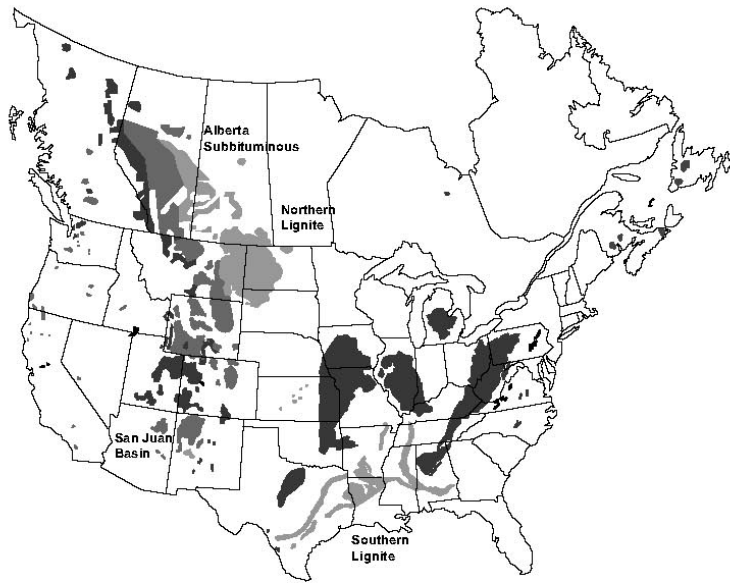 Alberta
Subbituminous
Northern
Lignite
San Juan
Basin
Southern
Lignite